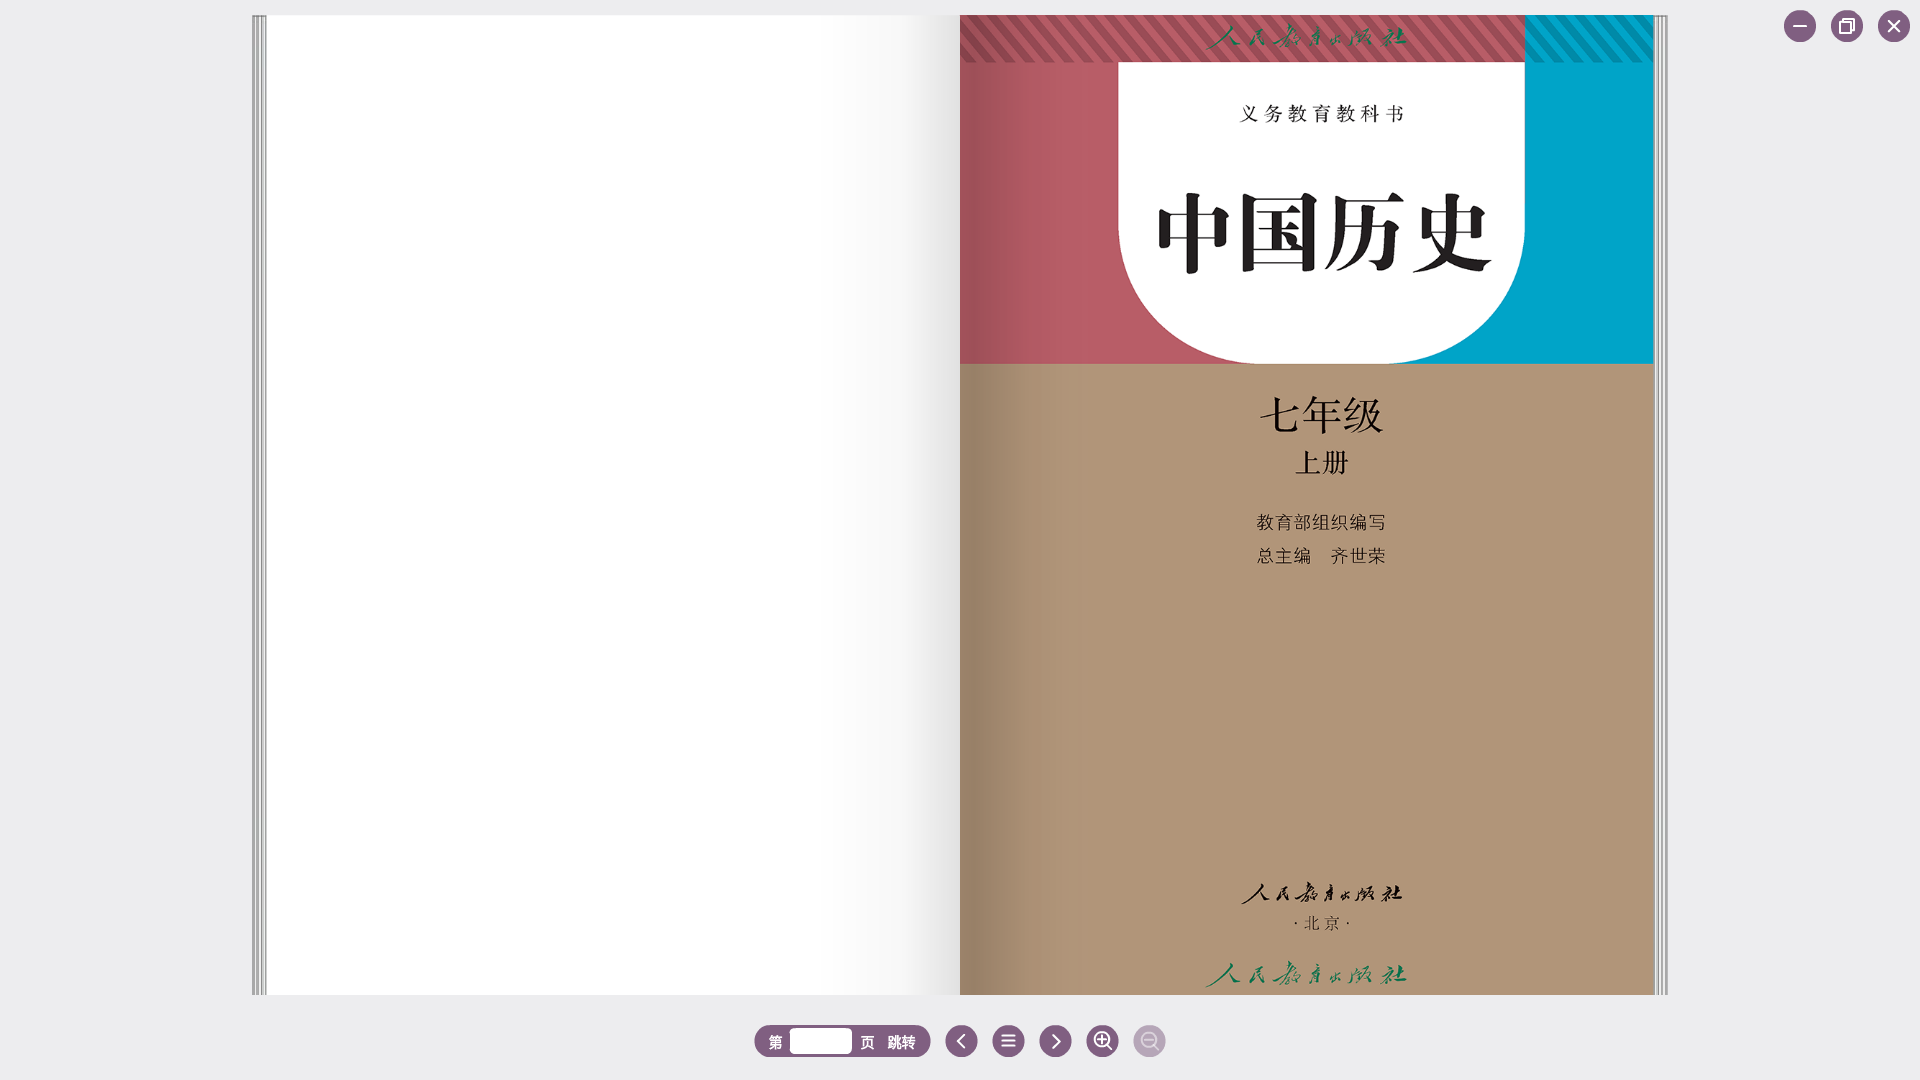 人民教育出版社
义务教育教科书
中国历史
七年级
上册
教育部组织编写
总主编 齐世荣
人民教育出版社
·北京·
人民教育出版社
第 页 跳转